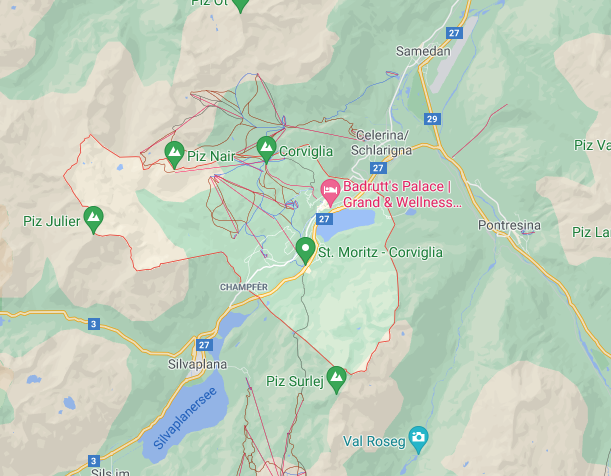 Piz Ot
27
Samedan
29
Celerina/
Schlarigna
Piz Nair
Corviglia
27
Piz Va
Badrutt's Palace |
Grand & Wellness...
Piz Julier
27
Pontresina
Piz Lan
St. Moritz - Corviglia
CHAMPFÈR
3
27
Silvaplana
Piz Surlej
Silvaplanersee
Val Roseg
3
Sils im